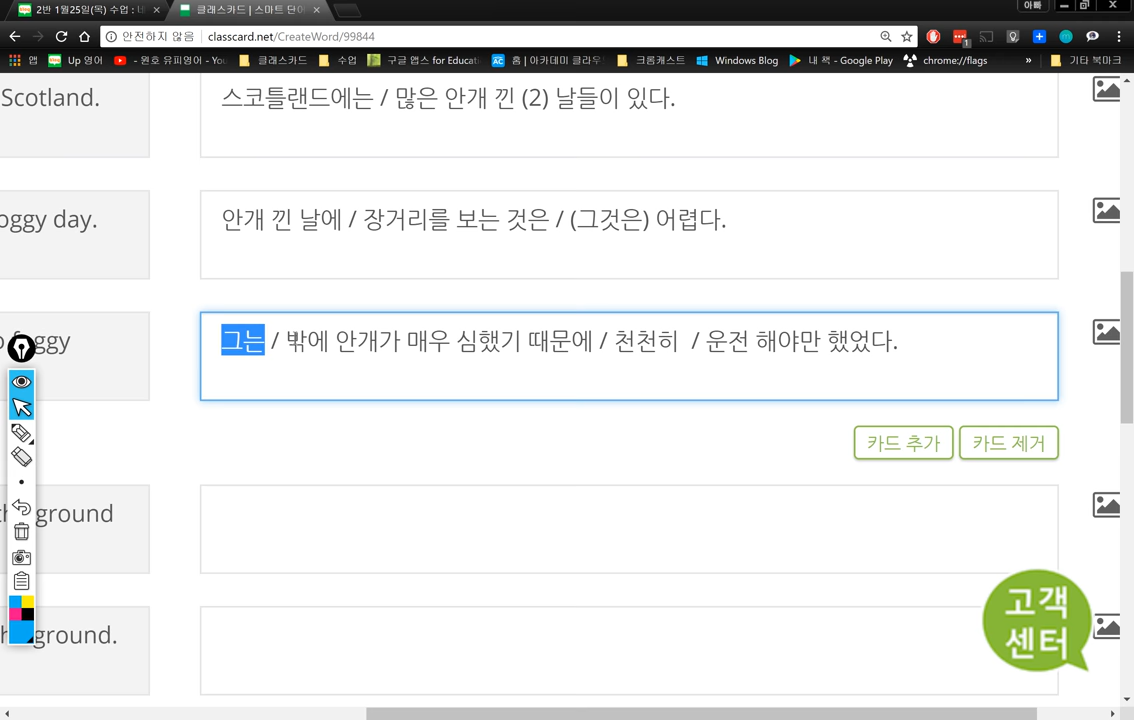 2반 1월25일(목) 수업 : 네
클래스카드 | 스마트 단어
아빠
안전하지 않음
classcard.net/CreateWord/99844
앱
Up 영어
- 원호 유피영어 - You
클래스카드
수업
구글 앱스 for Educati
홈 | 아카데미 클라우
크롬캐스트
Windows Blog
내 책 - Google Play
chrome://flags
»
기타 북마크
Scotland.
스코틀랜드에는 / 많은 안개 낀 (2) 날들이 있다.
oggy day.
안개 낀 날에 / 장거리를 보는 것은 / (그것은) 어렵다.
ggy
그는 / 밖에 안개가 매우 심했기 때문에 / 천천히 / 운전 해야만 했었다.
카드 추가
카드 제거
ground
ground.
고객
센터